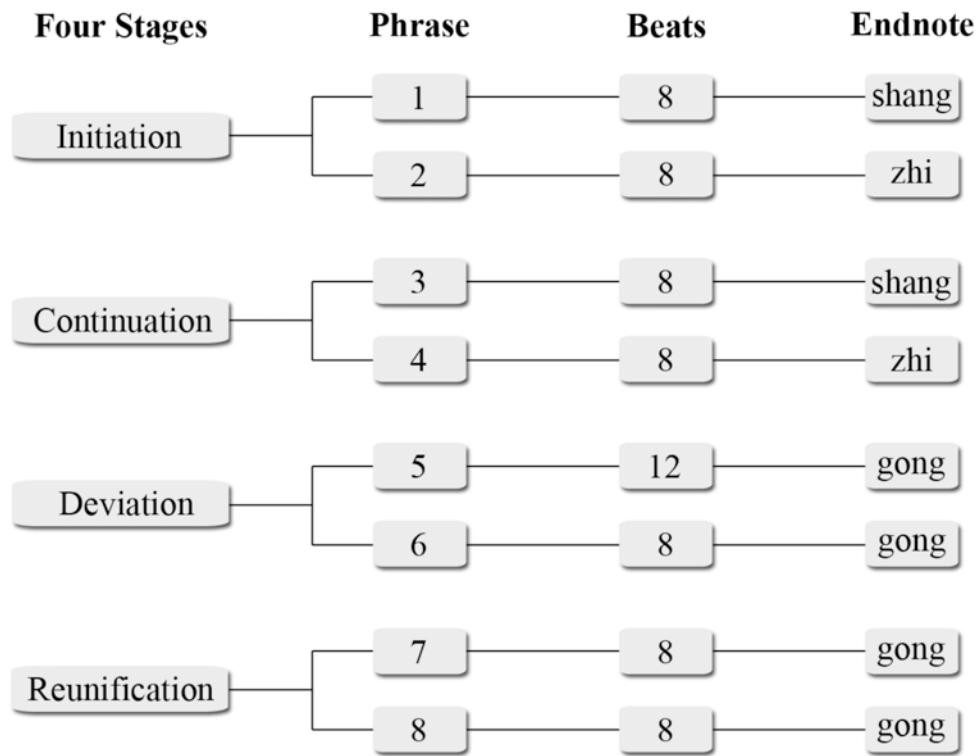 Four Stages Phrase Beats Endnote
1 8 shang
Initiation
2 8 zhi
3 8 shang
Continuation
4 8 zhi
5 12 gong
Deviation
6 8 gong
7 8 gong
Reunification
8 8 gong